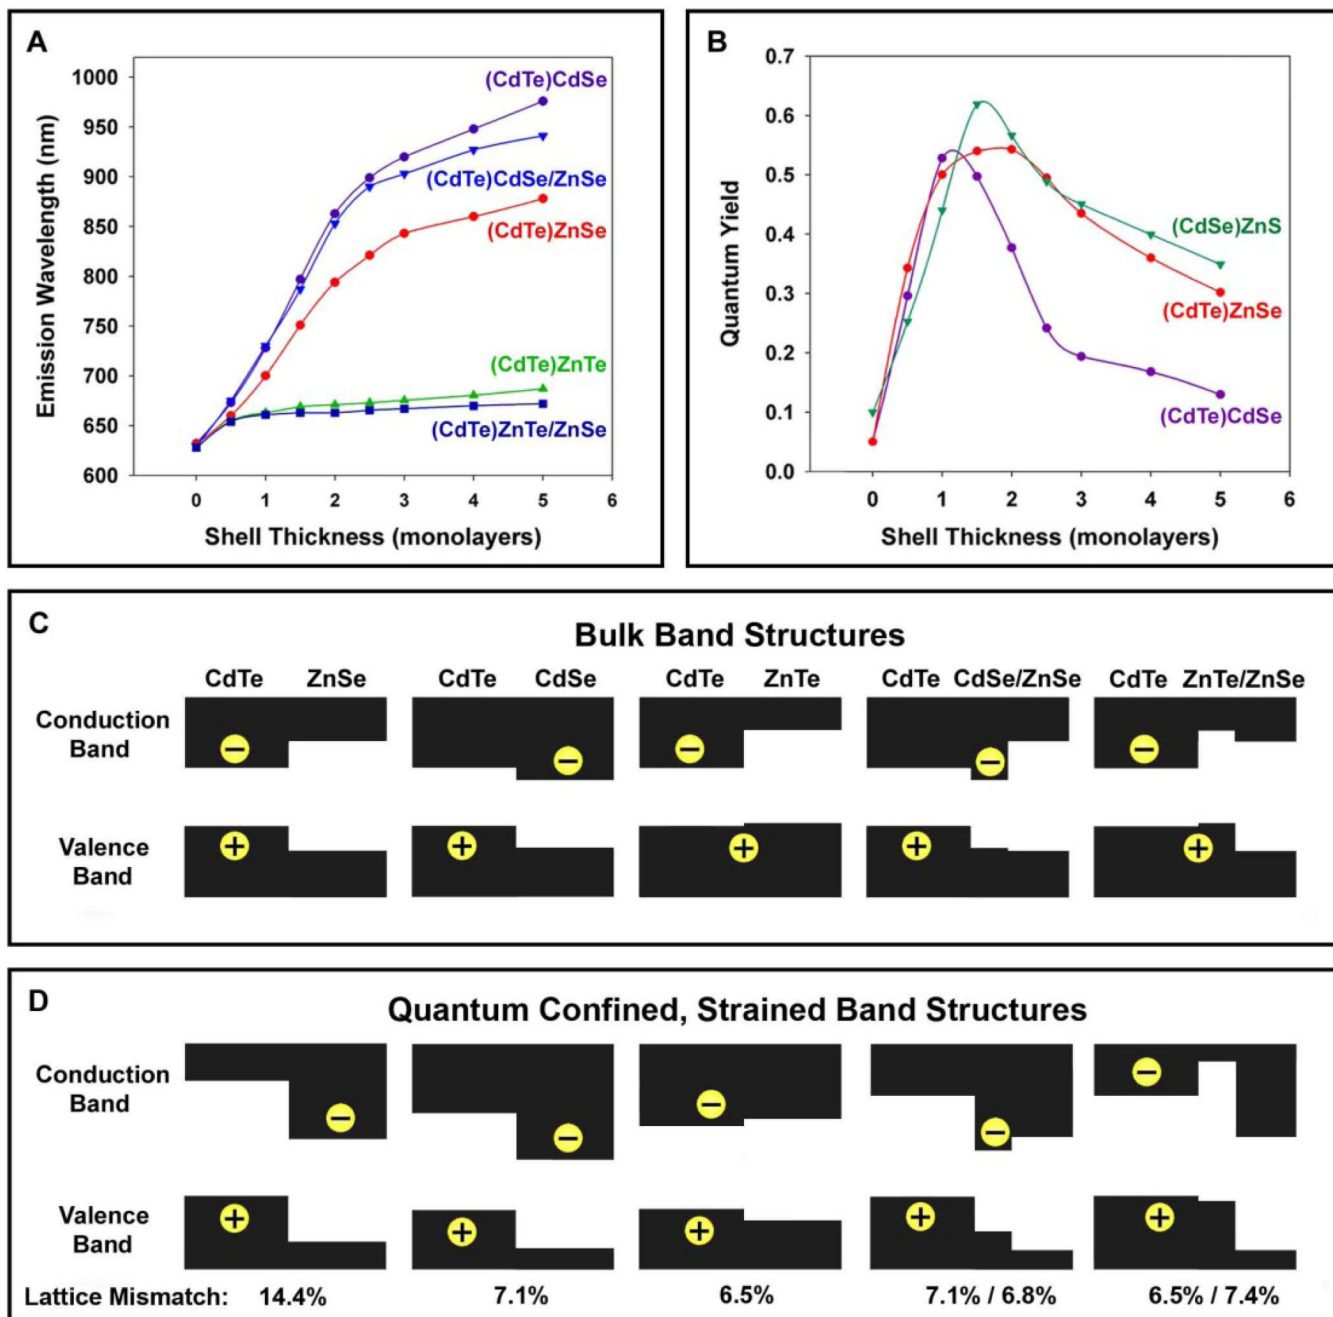 A
Emission Wavelength (nm)
1000
950
900
850
800
750
700
650
600
(CdTe)CdSe
(CdTe)CdSe/ZnSe
(CdTe)ZnSe
(CdTe)ZnTe
(CdTe)ZnTe/ZnSe
0 1 2 3 4 5 6
Shell Thickness (monolayers)
B
Quantum Yield
0.7
0.6
0.5
0.4
0.3
0.2
0.1
0.0
(CdSe)ZnS
(CdTe)ZnSe
(CdTe)CdSe
0 1 2 3 4 5 6
Shell Thickness (monolayers)
C
Bulk Band Structures
CdTe ZnSe CdTe CdSe CdTe ZnTe CdTe CdSe/ZnSe CdTe ZnTe/ZnSe
Conduction
Band
− − − − −
Valence
Band
+ + + + +
D
Quantum Confined, Strained Band Structures
Conduction
Band
− − − − −
Valence
Band
+ + + + +
Lattice Mismatch: 14.4% 7.1% 6.5% 7.1% / 6.8% 6.5% / 7.4%